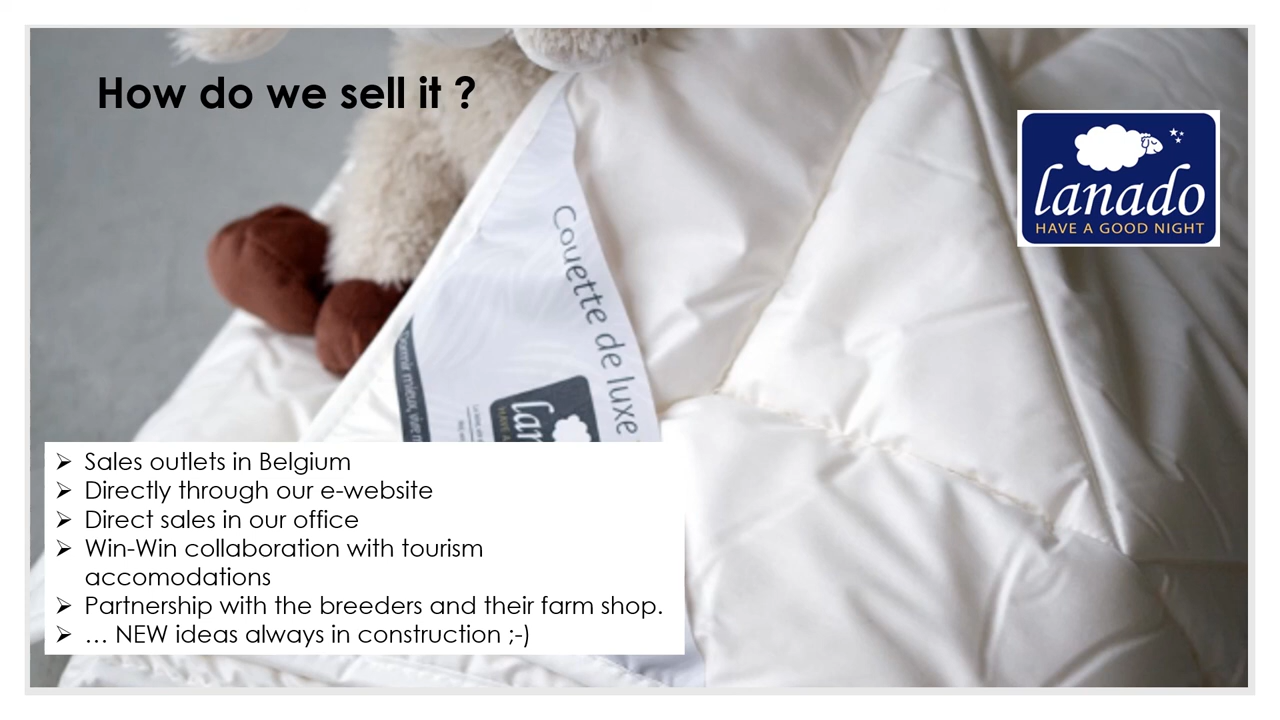 How do we sell it ?
lanado
HAVE A GOOD NIGHT
Couette de luxe
lan
HAVE A
➢ Sales outlets in Belgium
➢ Directly through our e-website
➢ Direct sales in our office
➢ Win-Win collaboration with tourism
accomodations
➢ Partnership with the breeders and their farm shop.
➢ … NEW ideas always in construction ;-)